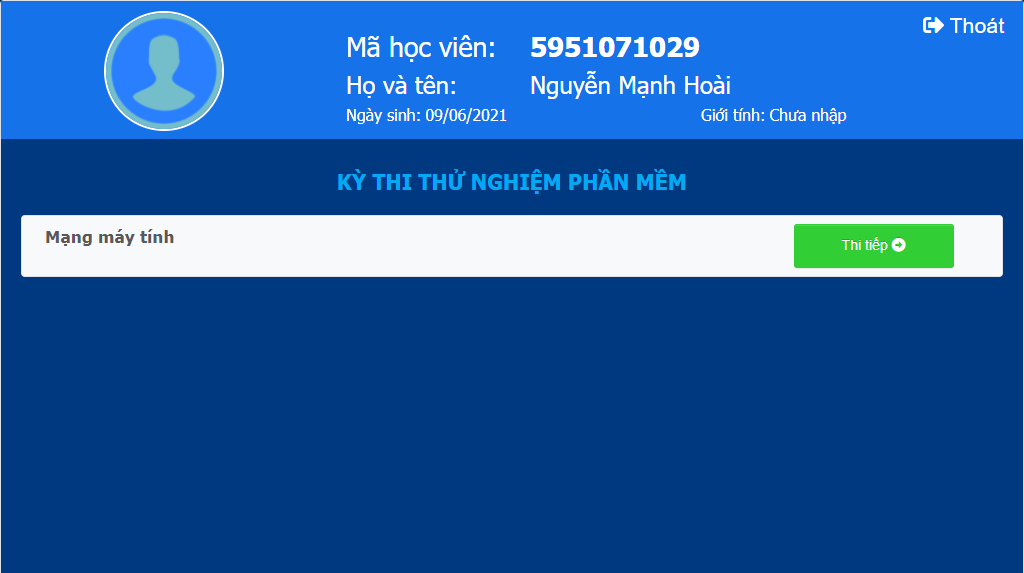 Thoát
Mã học viên: 5951071029
Họ và tên: Nguyễn Mạnh Hoài
Ngày sinh: 09/06/2021 Giới tính: Chưa nhập
KỲ THI THỬ NGHIỆM PHẦN MỀM
Mạng máy tính
Thi tiếp